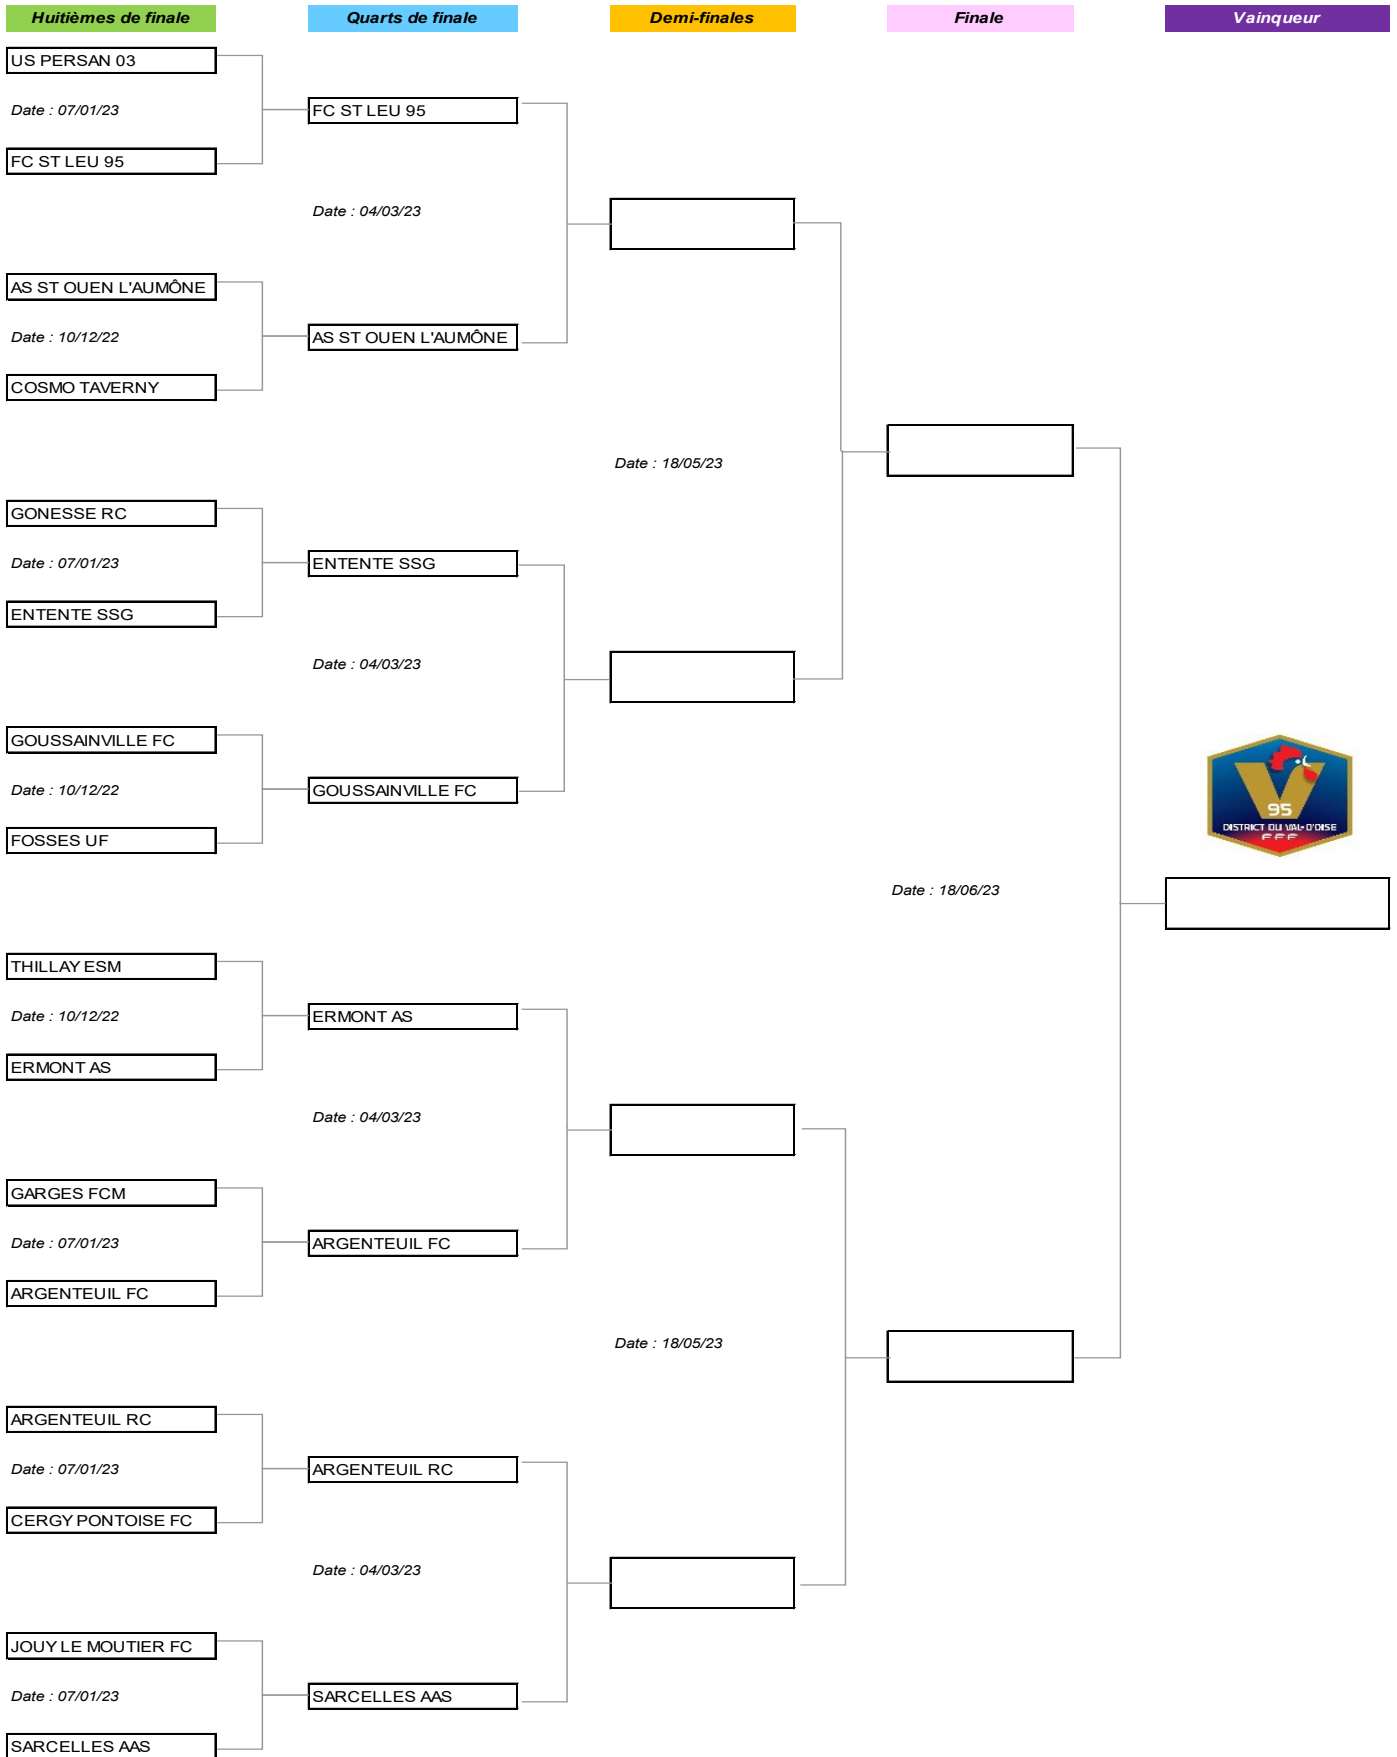 Huitièmes de finale
Quarts de finale
Demi-finales
Finale
Vainqueur
US PERSAN 03
Date : 07/01/23
FC ST LEU 95
FC ST LEU 95
Date : 04/03/23
AS ST OUEN L'AUMÔNE
Date : 10/12/22
AS ST OUEN L'AUMÔNE
COSMO TAVERNY
Date : 18/05/23
GONESSE RC
Date : 07/01/23
ENTENTE SSG
ENTENTE SSG
Date : 04/03/23
GOUSSAINVILLE FC
Date : 10/12/22
GOUSSAINVILLE FC
FOSSES UF
95
DISTRICT DU VAL-D'OISE
FFF
Date : 18/06/23
THILLAY ESM
Date : 10/12/22
ERMONT AS
ERMONT AS
Date : 04/03/23
GARGES FCM
Date : 07/01/23
ARGENTEUIL FC
ARGENTEUIL FC
Date : 18/05/23
ARGENTEUIL RC
Date : 07/01/23
ARGENTEUIL RC
CERGY PONTOISE FC
Date : 04/03/23
JOUY LE MOUTIER FC
Date : 07/01/23
SARCELLES AAS
SARCELLES AAS